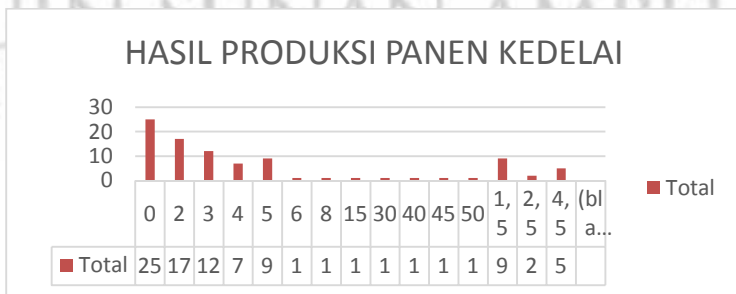 HASIL PRODUKSI PANEN KEDELAI
30
20
10
0
0 2 3 4 5 6 8 15 30 40 45 50 1,5 2,5 4,5 (bla…
Total 25 17 12 7 9 1 1 1 1 1 1 1 9 2 5
Total